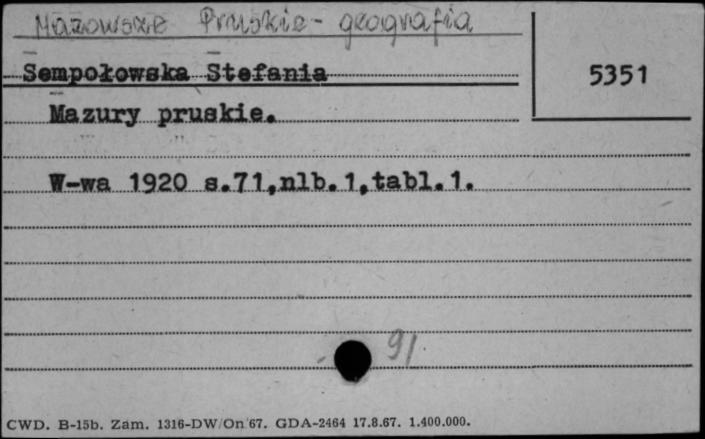 Mazowsze Pruskie - geografia
Sempołowska Stefania
5351
Mazury pruskie.
W-wa 1920 s.71,nlb.1,tabl.1.
91
CWD. B-15b. Zam. 1316-DW/On/67. GDA-2464 17.8.67. 1.400.000.